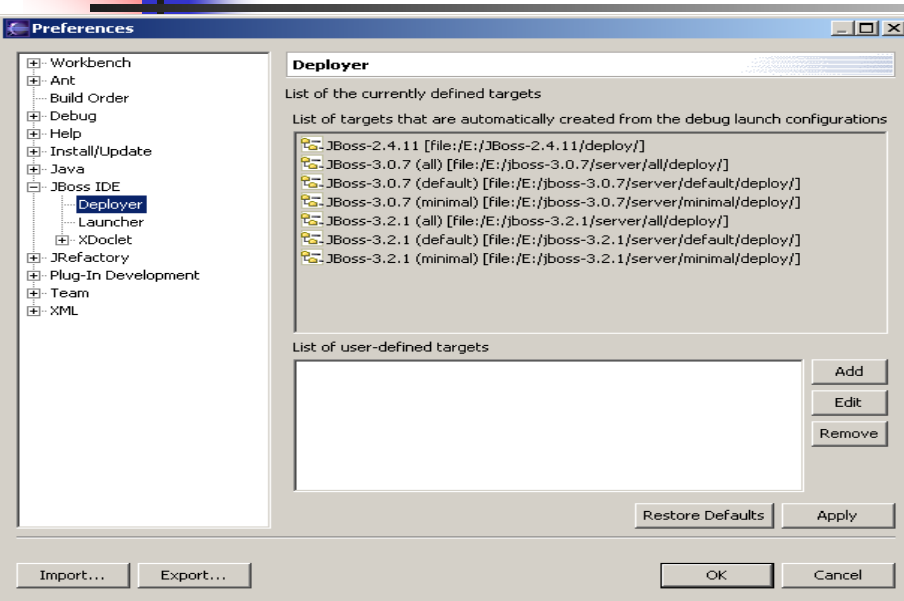 Preferences
Workbench
Ant
Build Order
Debug
Help
Install/Update
Java
JBoss IDE
Deployer
Launcher
XDoclet
JRefactory
Plug-In Development
Team
XML
Deployer
List of the currently defined targets
List of targets that are automatically created from the debug launch configurations
JBoss-2.4.11 [file:/E:/JBoss-2.4.11/deploy/]
JBoss-3.0.7 (all) [file:/E:/jboss-3.0.7/server/all/deploy/]
JBoss-3.0.7 (default) [file:/E:/jboss-3.0.7/server/default/deploy/]
JBoss-3.0.7 (minimal) [file:/E:/jboss-3.0.7/server/minimal/deploy/]
JBoss-3.2.1 (all) [file:/E:/jboss-3.2.1/server/all/deploy/]
JBoss-3.2.1 (default) [file:/E:/jboss-3.2.1/server/default/deploy/]
JBoss-3.2.1 (minimal) [file:/E:/jboss-3.2.1/server/minimal/deploy/]
List of user-defined targets
Add
Edit
Remove
Restore Defaults
Apply
Import...
Export...
OK
Cancel